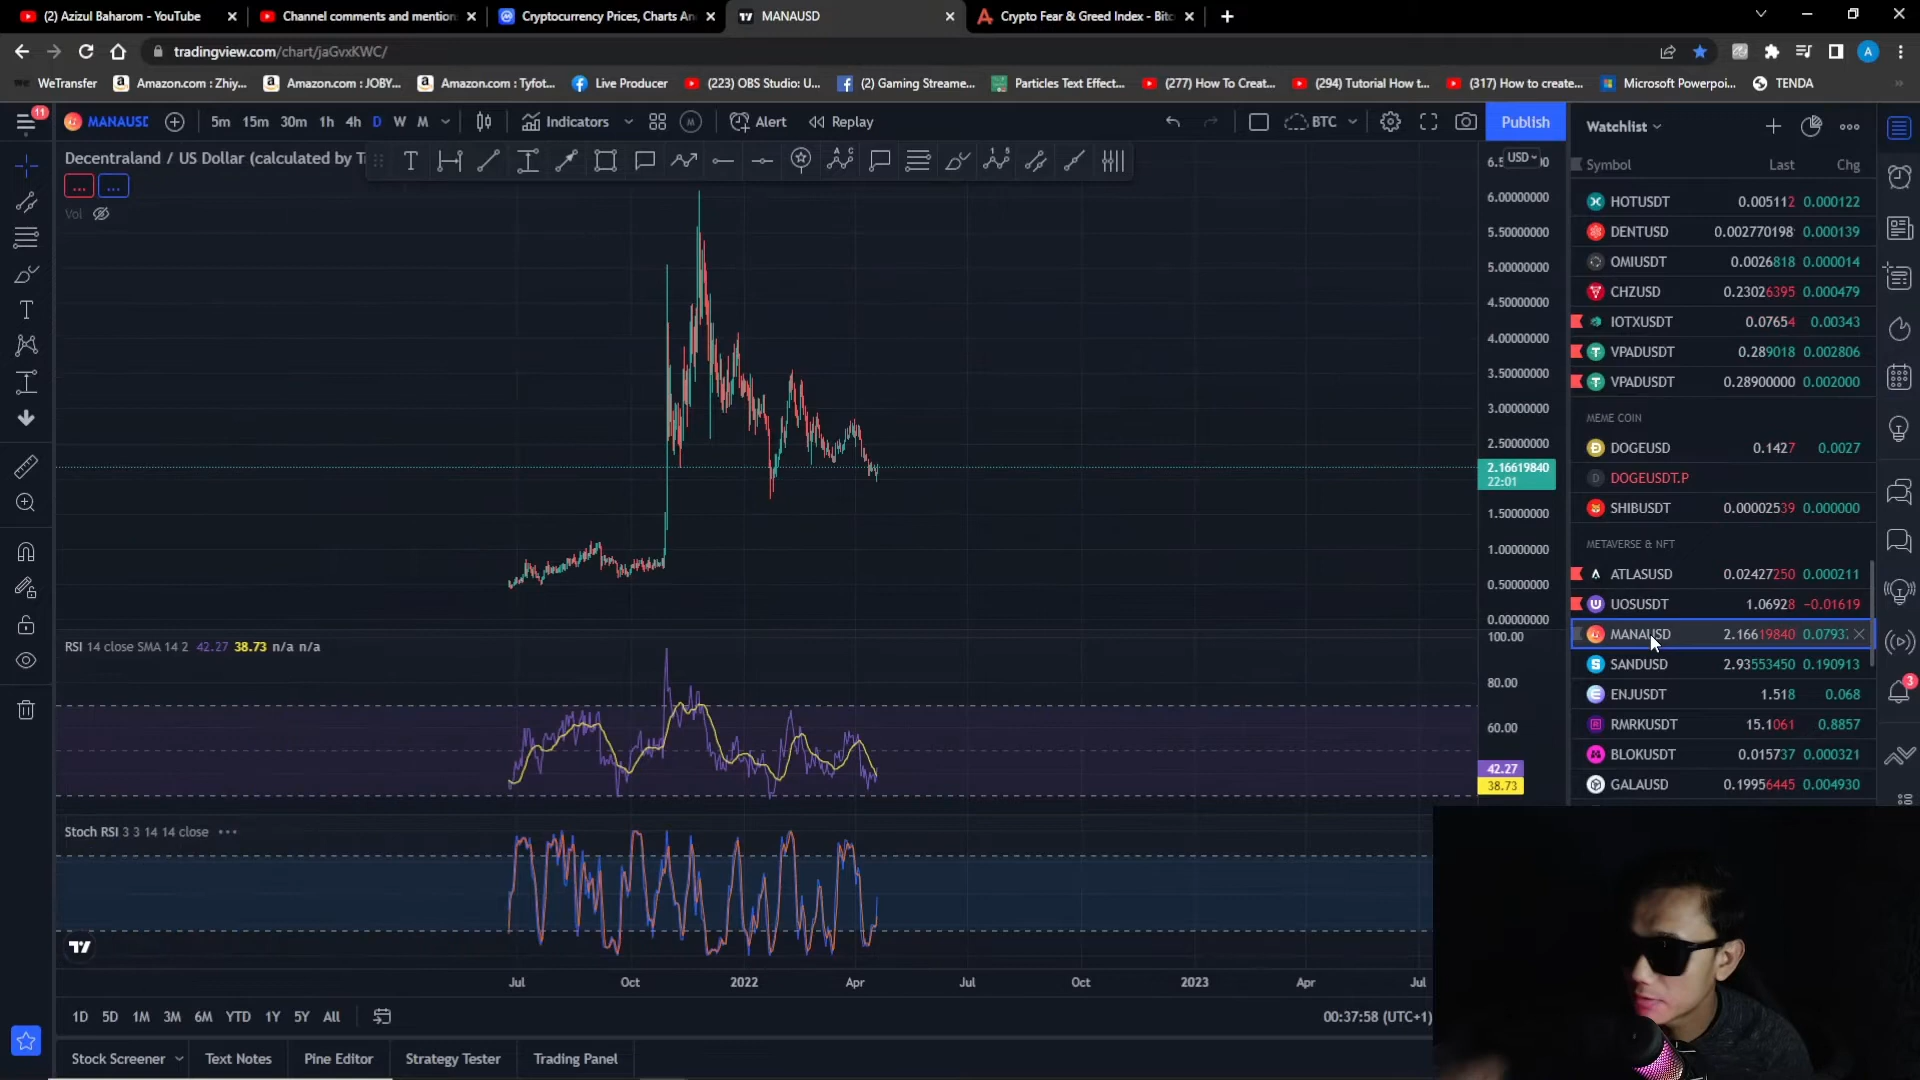 (2) Azizul Baharom - YouTube
Channel comments and mention
Cryptocurrency Prices, Charts An
MANAUSD
Crypto Fear & Greed Index - Bitc
tradingview.com/chart/jaGvxKWC/
A
WeTransfer
Amazon.com : Zhiy...
Amazon.com: JOBY...
Amazon.com : Tyfot...
Live Producer
(223) OBS Studio: U...
(2) Gaming Streame...
Particles Text Effect...
(277) How To Creat...
(294) Tutorial How t...
(317) How to create...
Microsoft Powerpoi...
TENDA
11
MANAUSD
5m 15m 30m 1h 4h D W M
Indicators
Alert
Replay
BTC
Publish
Decentraland / US Dollar (calculated by T
Vol
USD
6.00000000
5.50000000
5.00000000
4.50000000
4.00000000
3.50000000
3.00000000
2.50000000
2.16619840
22:01
1.50000000
1.00000000
0.50000000
0.00000000
RSI 14 close SMA 14 2 42.27 38.73 n/a n/a
100.00
80.00
60.00
42.27
38.73
Stoch RSI 3 3 14 14 close
Jul Oct 2022 Apr Jul Oct 2023 Apr Jul
1D 5D 1M 3M 6M YTD 1Y 5Y All
00:37:58 (UTC+1)
Stock Screener
Text Notes
Pine Editor
Strategy Tester
Trading Panel
Watchlist
Symbol Last Chg
HOTUSDT 0.005112 0.000122
DENTUSD 0.002770198 0.000139
OMIUSDT 0.0026818 0.000014
CHZUSD 0.23026395 0.000479
IOTXUSDT 0.07654 0.00343
VPADUSDT 0.289018 0.002806
VPADUSDT 0.28900000 0.002000
MEME COIN
DOGEUSD 0.1427 0.0027
DOGEUSDT.P
SHIBUSDT 0.00002539 0.000000
METAVERSE & NFT
ATLASUSD 0.02427250 0.000211
UOSUSDT 1.06928 −0.01619
MANAUSD 2.16619840 0.0793
SANDUSD 2.93553450 0.190913
ENJUSDT 1.518 0.068
RMRKUSDT 15.1061 0.8857
BLOKUSDT 0.015737 0.000321
GALAUSD 0.19956445 0.004930
3